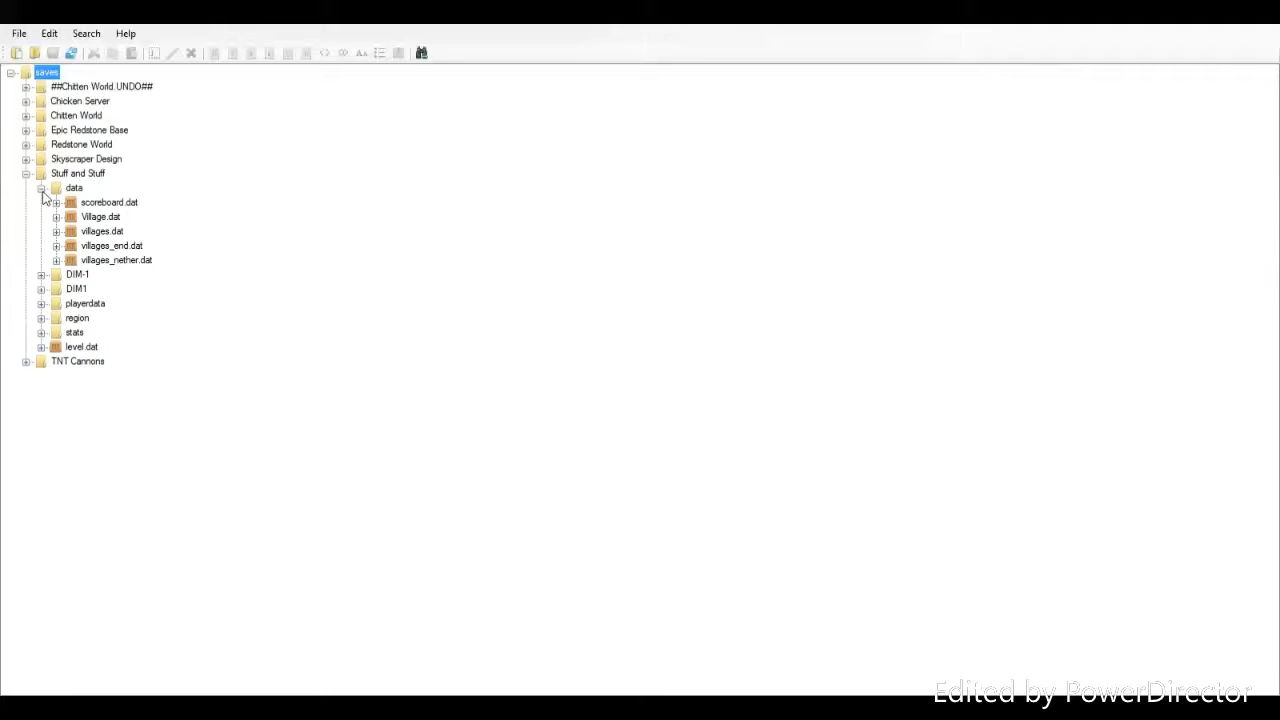 File Edit Search Help
saves
##Chitten World.UNDO##
Chicken Server
Chitten World
Epic Redstone Base
Redstone World
Skyscraper Design
Stuff and Stuff
data
scoreboard.dat
Village.dat
villages.dat
villages_end.dat
villages_nether.dat
DIM-1
DIM1
playerdata
region
stats
level.dat
TNT Cannons
Edited by PowerDirector